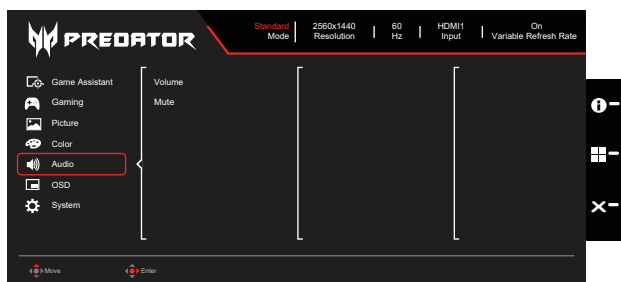 PREDATOR
Standard 2560x1440 60 HDMI1 On
Mode Resolution Hz Input Variable Refresh Rate
Game Assistant Volume
Gaming Mute
Picture
Color
Audio
OSD
System
Move Enter